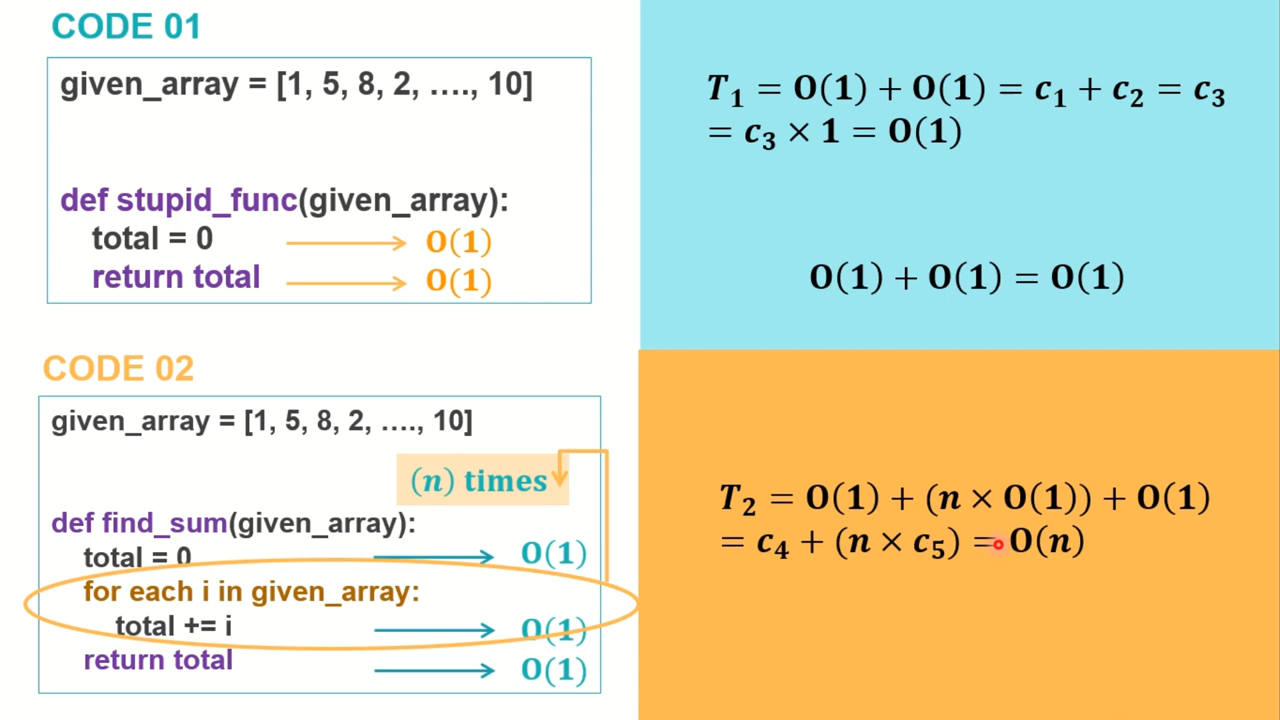 CODE 01
given_array = [1, 5, 8, 2, …., 10]
def stupid_func(given_array):
total = 0 O(1)
return total O(1)
T₁ = O(1) + O(1) = c₁ + c₂ = c₃
= c₃ × 1 = O(1)
O(1) + O(1) = O(1)
CODE 02
given_array = [1, 5, 8, 2, …., 10]
(n) times
def find_sum(given_array):
total = 0 O(1)
for each i in given_array:
total += i O(1)
return total O(1)
T₂ = O(1) + (n × O(1)) + O(1)
= c₄ + (n × c₅) = O(n)